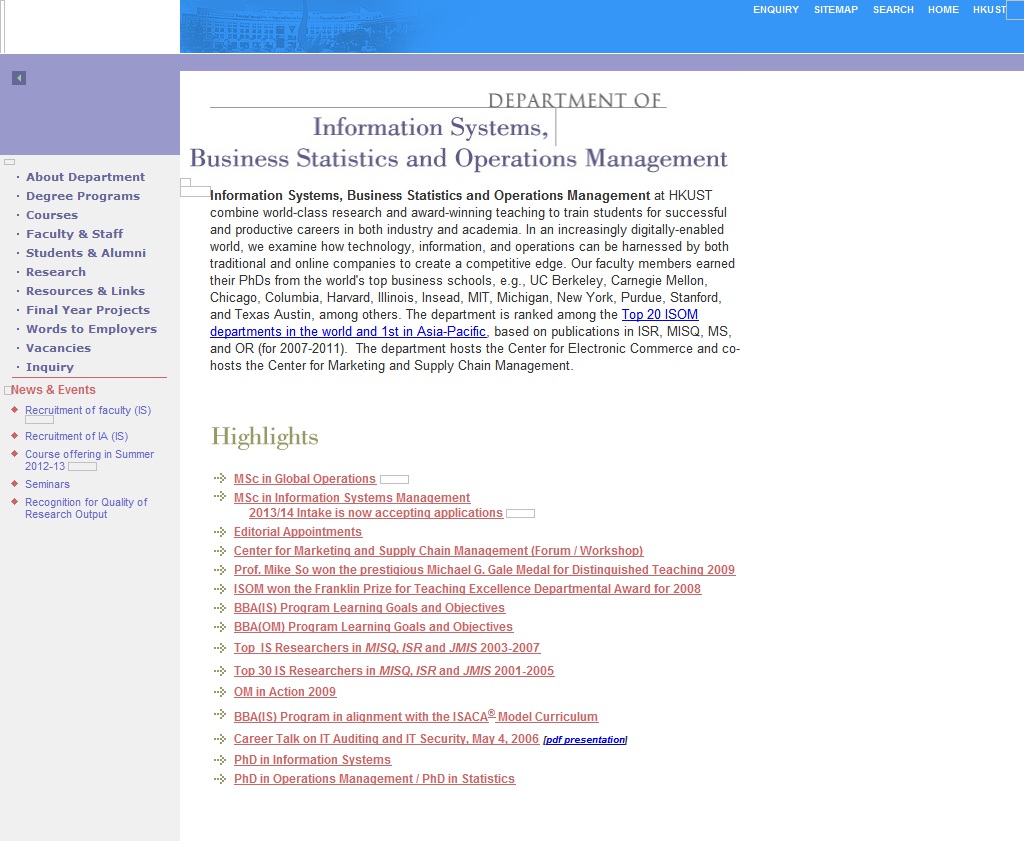 ENQUIRY SITEMAP SEARCH HOME HKUST
DEPARTMENT OF
Information Systems,
Business Statistics and Operations Management
· About Department
· Degree Programs
· Courses
· Faculty & Staff
· Students & Alumni
· Research
· Resources & Links
· Final Year Projects
· Words to Employers
· Vacancies
· Inquiry
News & Events
Recruitment of faculty (IS)
Recruitment of IA (IS)
Course offering in Summer
2012-13
Seminars
Recognition for Quality of
Research Output
Information Systems, Business Statistics and Operations Management at HKUST
combine world-class research and award-winning teaching to train students for successful
and productive careers in both industry and academia. In an increasingly digitally-enabled
world, we examine how technology, information, and operations can be harnessed by both
traditional and online companies to create a competitive edge. Our faculty members earned
their PhDs from the world's top business schools, e.g., UC Berkeley, Carnegie Mellon,
Chicago, Columbia, Harvard, Illinois, Insead, MIT, Michigan, New York, Purdue, Stanford,
and Texas Austin, among others. The department is ranked among the Top 20 ISOM
departments in the world and 1st in Asia-Pacific, based on publications in ISR, MISQ, MS,
and OR (for 2007-2011). The department hosts the Center for Electronic Commerce and co-
hosts the Center for Marketing and Supply Chain Management.
Highlights
MSc in Global Operations
MSc in Information Systems Management
2013/14 Intake is now accepting applications
Editorial Appointments
Center for Marketing and Supply Chain Management (Forum / Workshop)
Prof. Mike So won the prestigious Michael G. Gale Medal for Distinguished Teaching 2009
ISOM won the Franklin Prize for Teaching Excellence Departmental Award for 2008
BBA(IS) Program Learning Goals and Objectives
BBA(OM) Program Learning Goals and Objectives
Top IS Researchers in MISQ, ISR and JMIS 2003-2007
Top 30 IS Researchers in MISQ, ISR and JMIS 2001-2005
OM in Action 2009
BBA(IS) Program in alignment with the ISACA® Model Curriculum
Career Talk on IT Auditing and IT Security, May 4, 2006 [pdf presentation]
PhD in Information Systems
PhD in Operations Management / PhD in Statistics